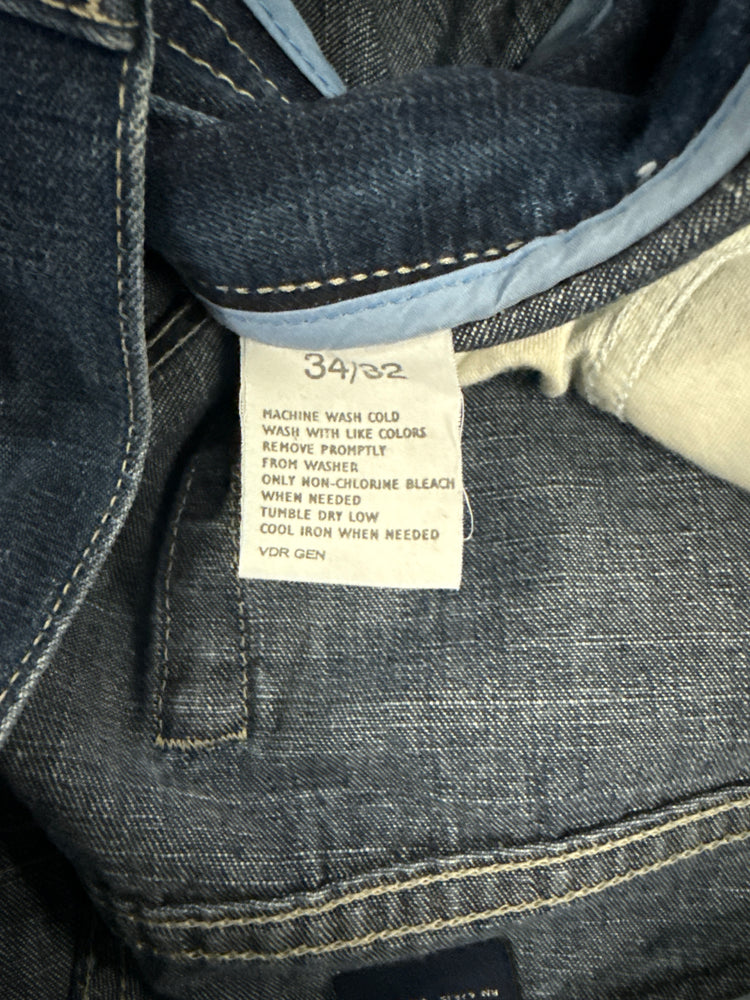 34/32
MACHINE WASH COLD
WASH WITH LIKE COLORS
REMOVE PROMPTLY
FROM WASHER
ONLY NON-CHLORINE BLEACH
WHEN NEEDED
TUMBLE DRY LOW
COOL IRON WHEN NEEDED
VDR GEN
RN